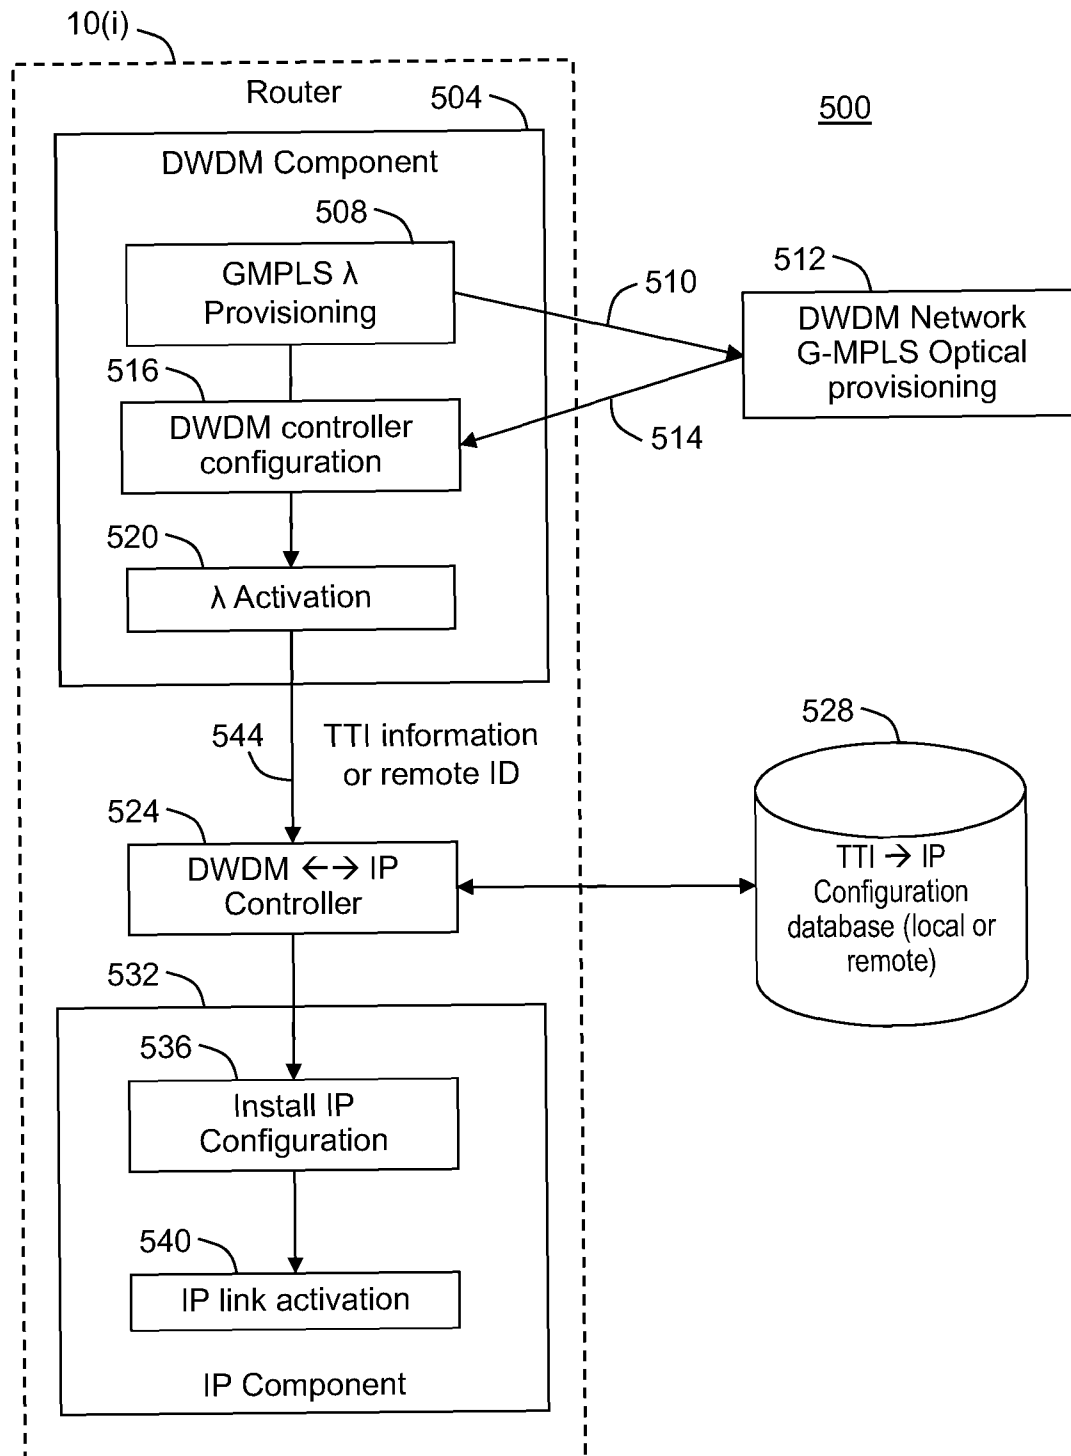 10(i)
Router
504
500
DWDM Component
508
GMPLS λ
Provisioning
510
512
DWDM Network
G-MPLS Optical
provisioning
516
DWDM controller
configuration
514
520
λ Activation
544
TTI information
or remote ID
528
524
DWDM ←→ IP
Controller
TTI → IP
Configuration
database (local or
remote)
532
536
Install IP
Configuration
540
IP link activation
IP Component